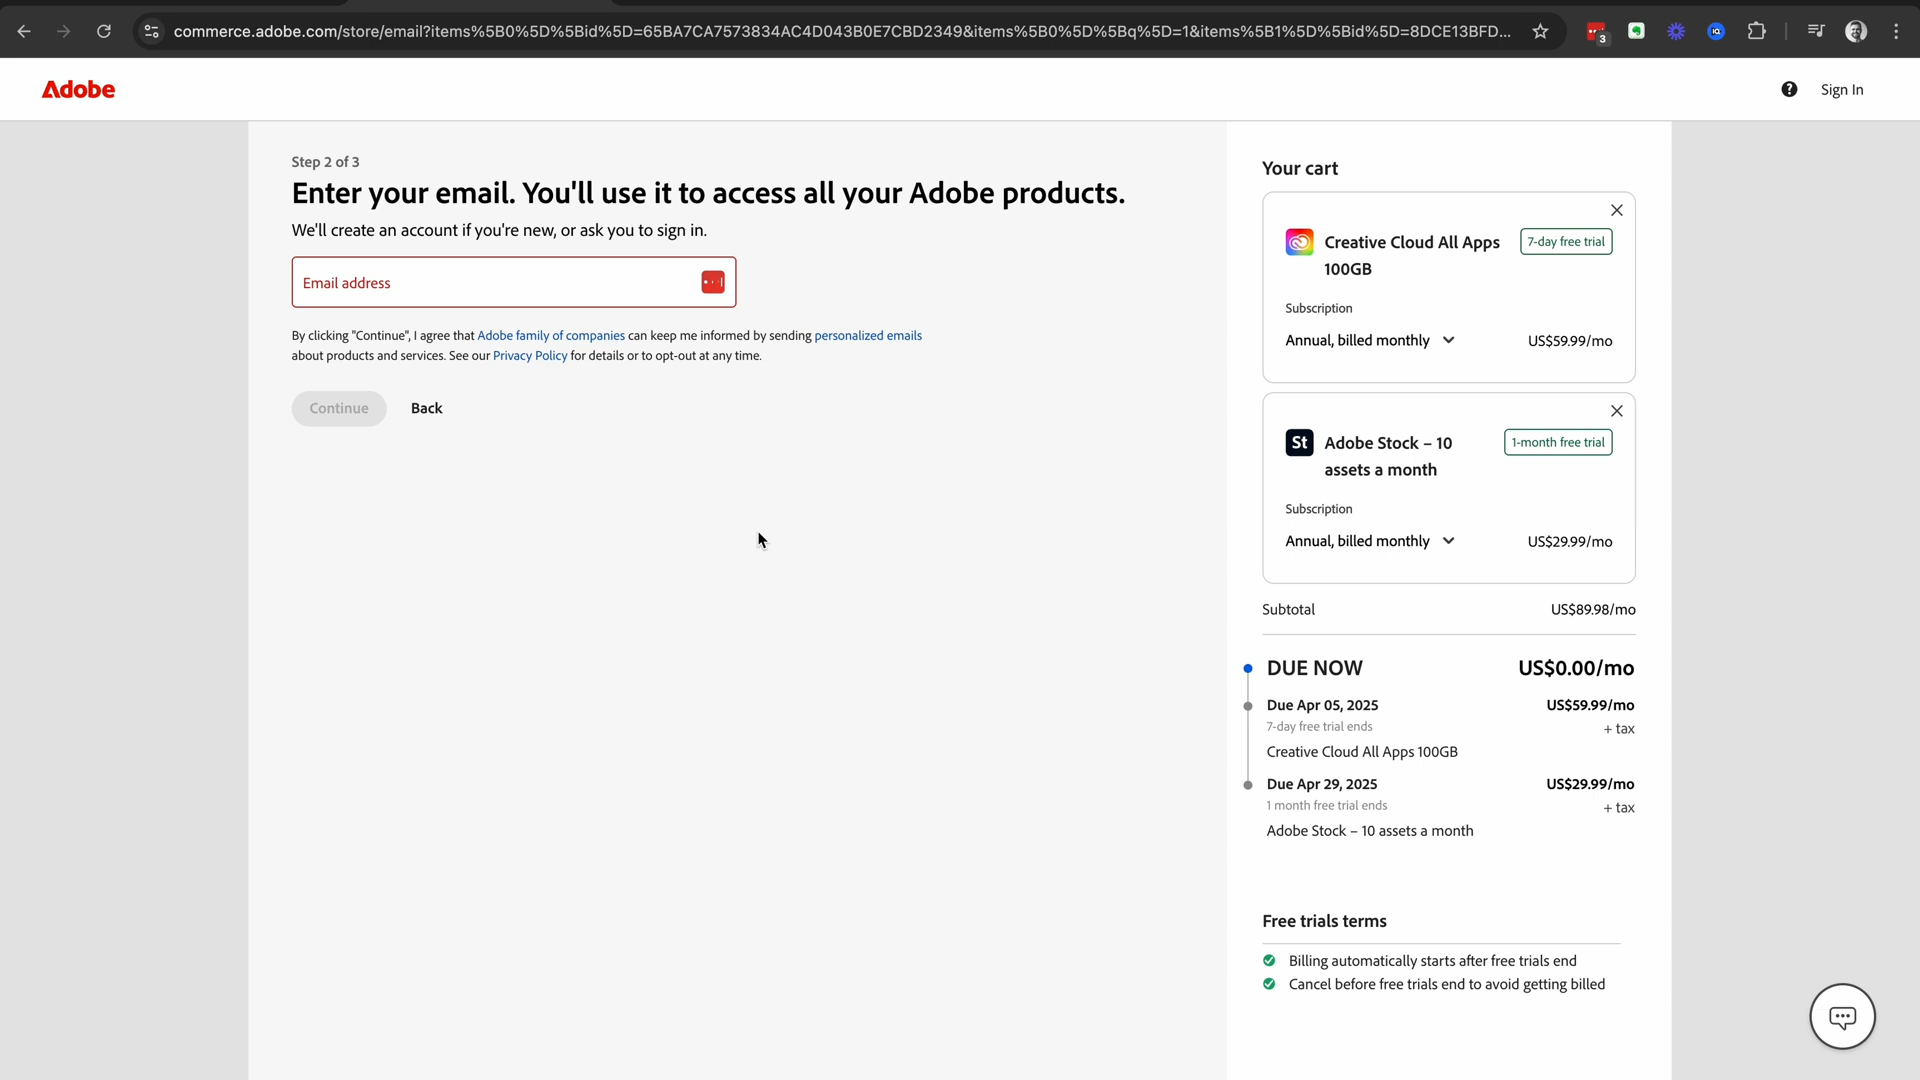 commerce.adobe.com/store/email?items%5B0%5D%5Bid%5D=65BA7CA7573834AC4D043B0E7CBD2349&items%5B0%5D%5Bq%5D=1&items%5B1%5D%5Bid%5D=8DCE13BFD...
3
Adobe
?
Sign In
Step 2 of 3
Enter your email. You'll use it to access all your Adobe products.
We'll create an account if you're new, or ask you to sign in.
Email address
By clicking "Continue", I agree that Adobe family of companies can keep me informed by sending personalized emails
about products and services. See our Privacy Policy for details or to opt-out at any time.
Continue
Back
Your cart
Creative Cloud All Apps
100GB
7-day free trial
Subscription
Annual, billed monthly
US$59.99/mo
St
Adobe Stock – 10
assets a month
1-month free trial
Subscription
Annual, billed monthly
US$29.99/mo
Subtotal
US$89.98/mo
DUE NOW
US$0.00/mo
Due Apr 05, 2025
US$59.99/mo
7-day free trial ends
+ tax
Creative Cloud All Apps 100GB
Due Apr 29, 2025
US$29.99/mo
1 month free trial ends
+ tax
Adobe Stock – 10 assets a month
Free trials terms
Billing automatically starts after free trials end
Cancel before free trials end to avoid getting billed